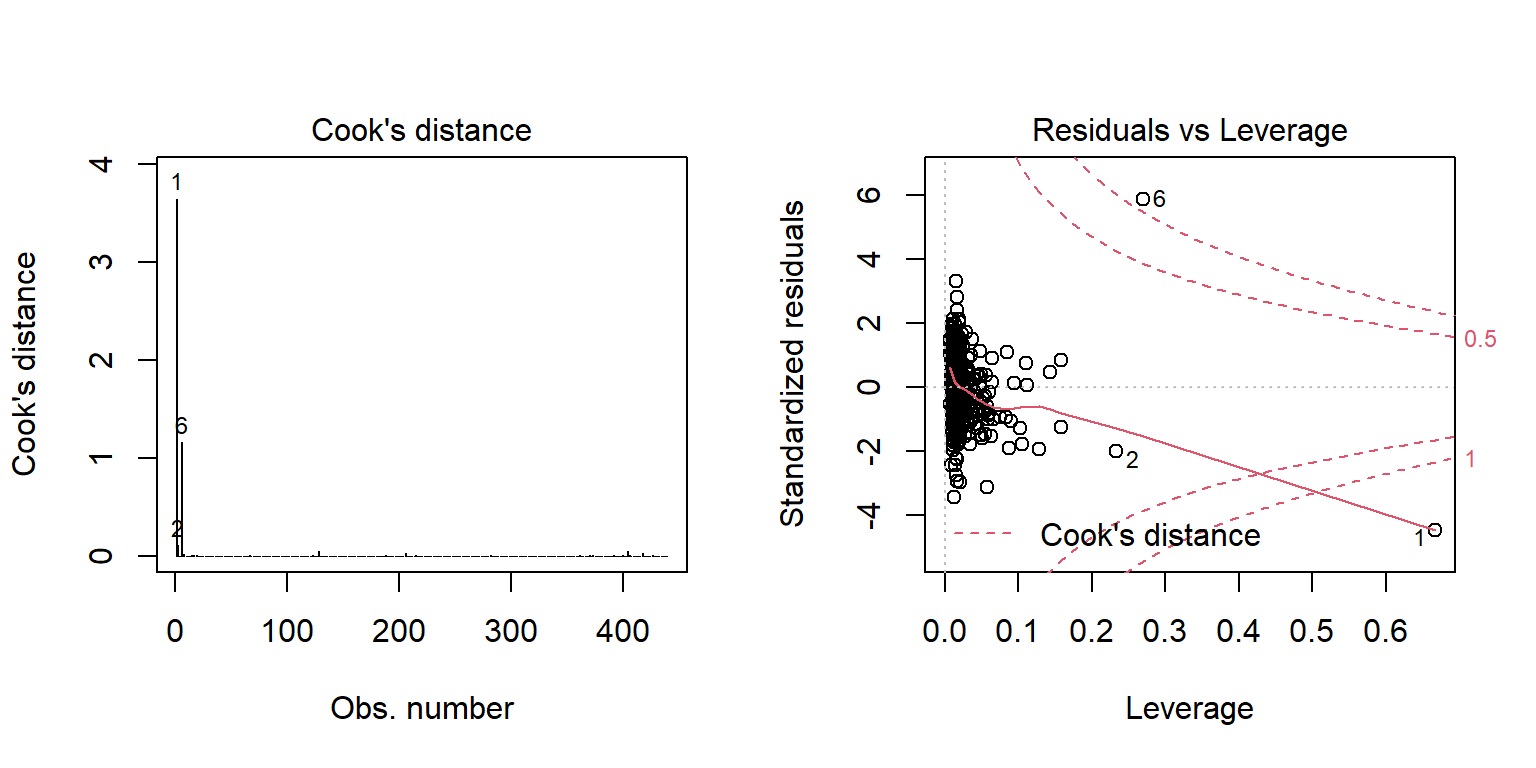 Cook's distance
Cook's distance
4
3
2
1
0
1
6
2
0 100 200 300 400
Obs. number
Residuals vs Leverage
Standardized residuals
6
4
2
0
-2
-4
6
2
1
0.5
1
Cook's distance
0.0 0.1 0.2 0.3 0.4 0.5 0.6
Leverage